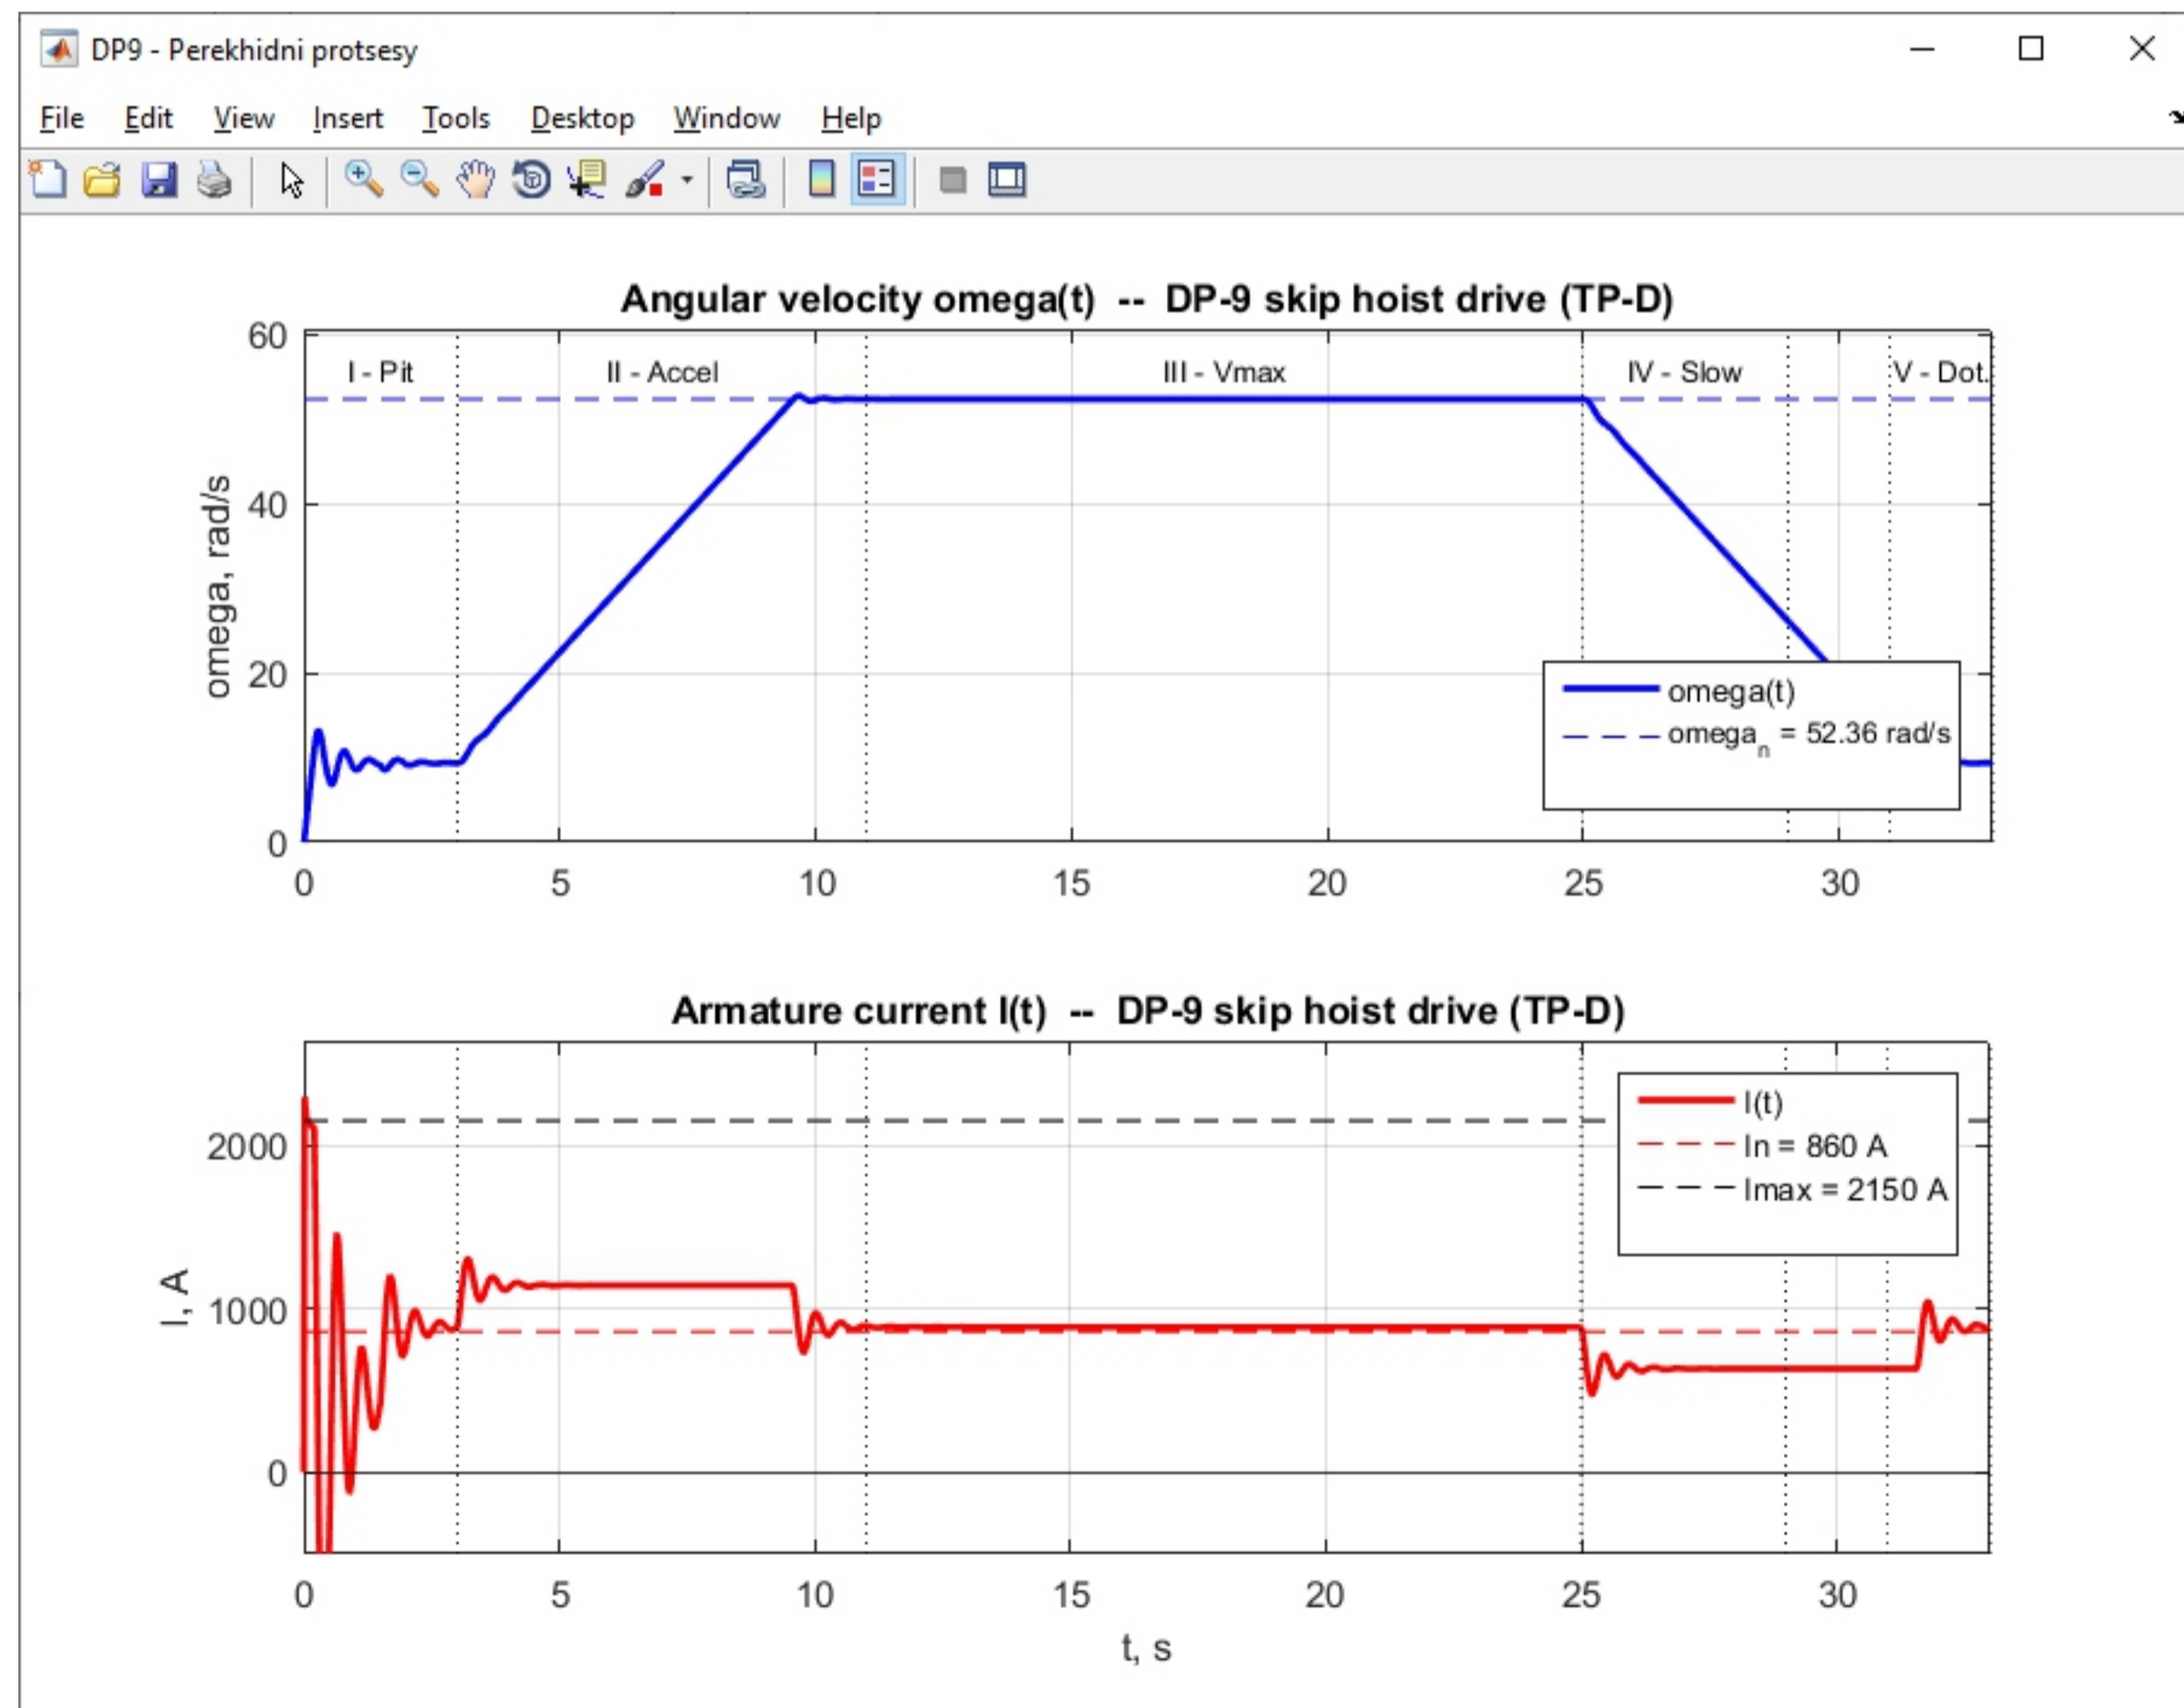 DP9 - Perekhidni protsesy
File Edit View Insert Tools Desktop Window Help
Angular velocity omega(t) -- DP-9 skip hoist drive (TP-D)
I - Pit II - Accel III - Vmax IV - Slow V - Dot.
60
40
20
0
omega, rad/s
omega(t)
omega_n = 52.36 rad/s
0 5 10 15 20 25 30
Armature current I(t) -- DP-9 skip hoist drive (TP-D)
2000
1000
0
I, A
I(t)
In = 860 A
Imax = 2150 A
0 5 10 15 20 25 30
t, s